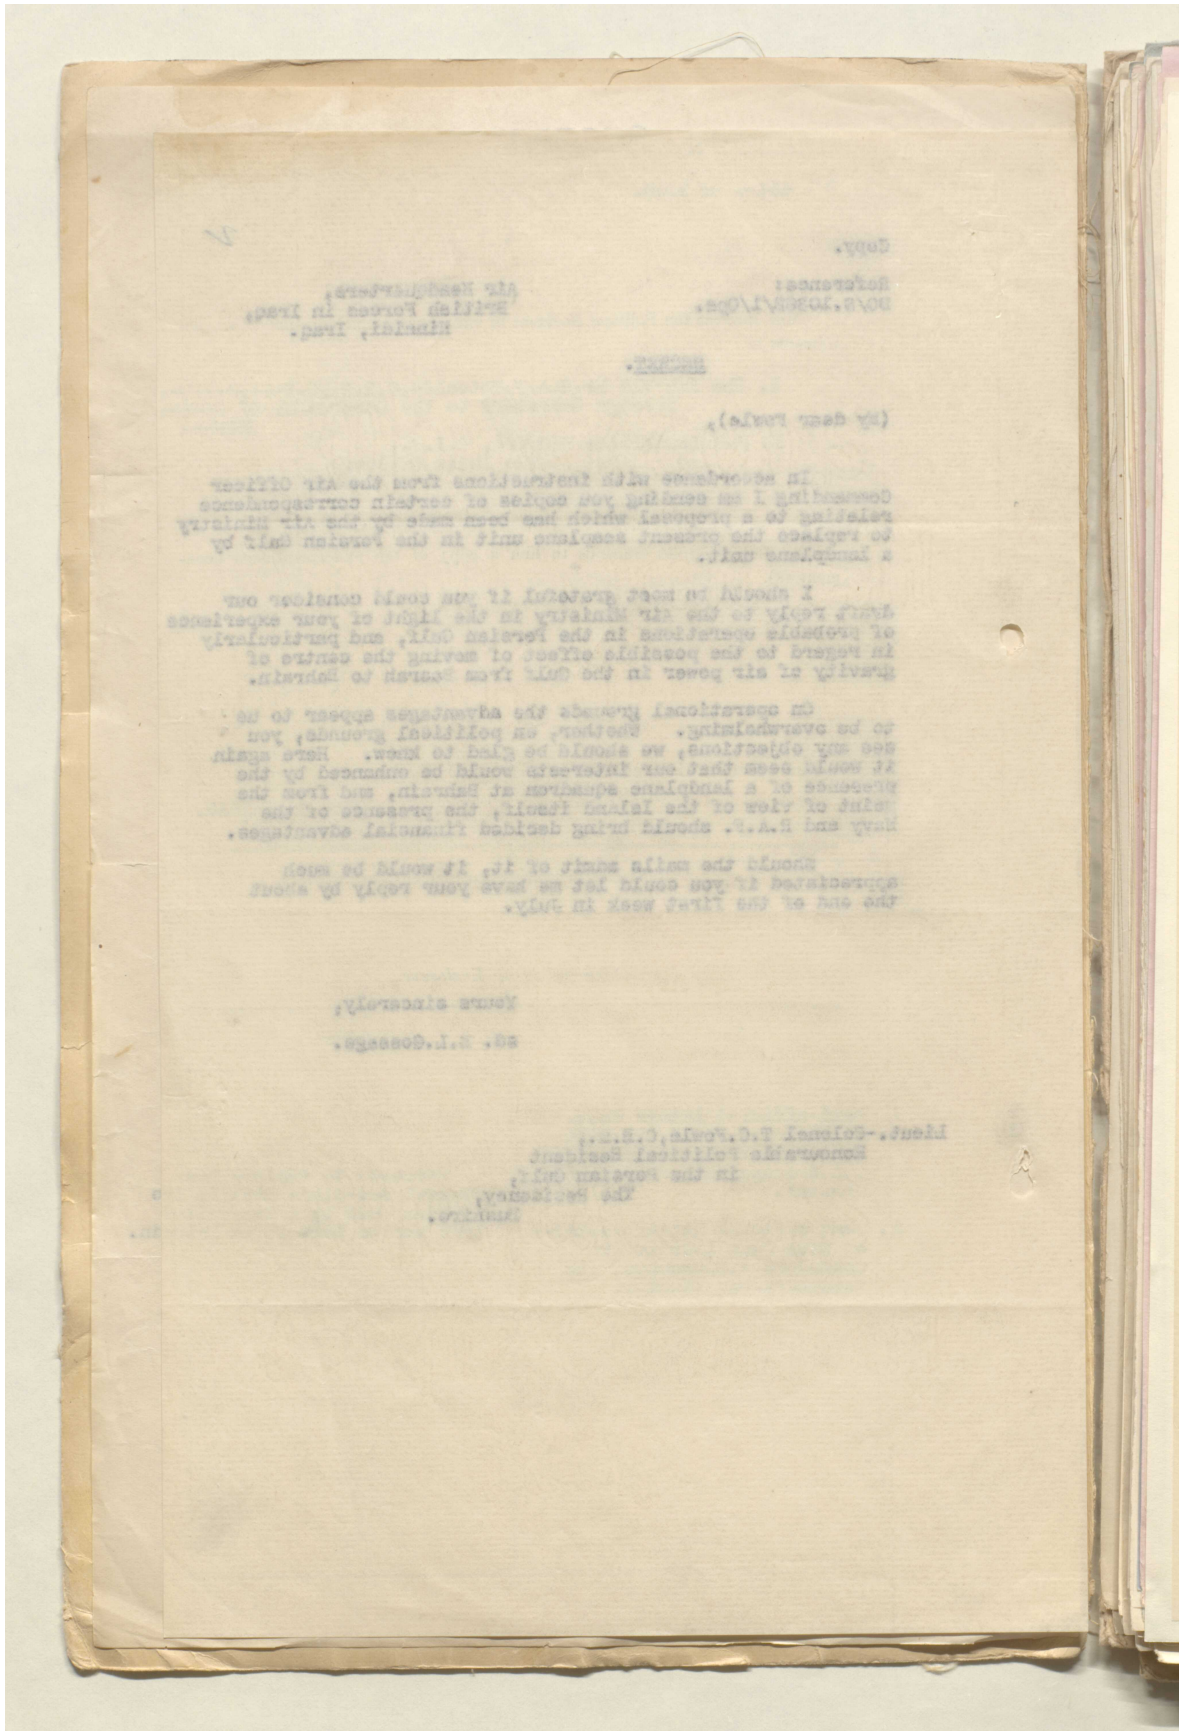 Copy.
Reference:
Air Headquarters,
British Forces in Iraq,
Hinaidi, Iraq.
SECRET.
(My dear Fowle),
In accordance with instructions from the Air Officer
Commanding I am sending you copies of certain correspondence
relating to a proposal which has been made by the Air Ministry
to replace the present seaplane unit in the Persian Gulf by
a landplane unit.
I should be most grateful if you could consider our
draft reply to the Air Ministry in the light of your experience
of probable operations in the Persian Gulf, and particularly
in regard to the possible effect of moving the centre of
gravity of air power in the Gulf from Basrah to Bahrain.
On operational grounds the advantages appear to me
to be overwhelming. Whether, on political grounds, you
see any objections, we should be glad to know. Here again
it would seem that our interests would be enhanced by the
presence of a landplane squadron at Bahrain, and from the
point of view of the Island itself, the presence of the
Navy and R.A.F. should bring decided financial advantages.
Should the mails admit of it, it would be much
appreciated if you could let me have your reply by about
the end of the first week in July.
Yours sincerely,
sd. E.L.Gossage.
Lieut.-Colonel T.C.Fowle,C.B.E.,
Honourable Political Resident
in the Persian Gulf,
The Residency,
Bushire.